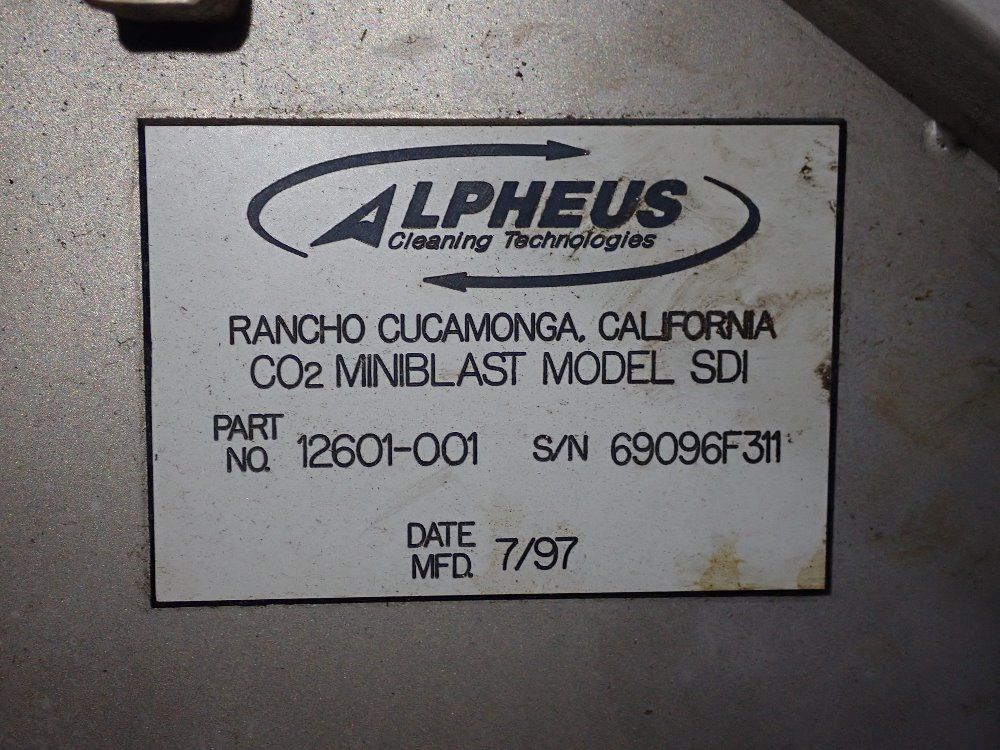 ALPHEUS
Cleaning Technologies
RANCHO CUCAMONGA, CALIFORNIA
CO2 MINIBLAST MODEL SDI
PART NO. 12601-001 S/N 69096F311
DATE MFD. 7/97